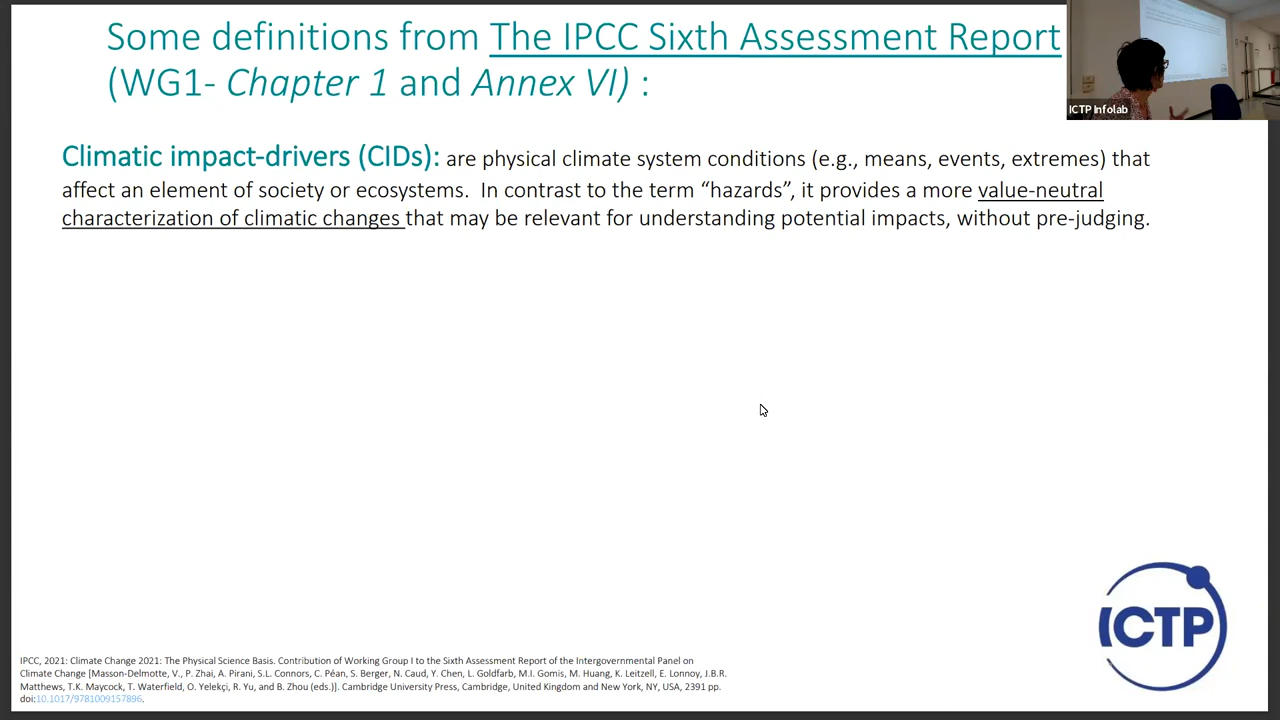 Some definitions from The IPCC Sixth Assessment Report
(WG1- Chapter 1 and Annex VI) :
ICTP Infolab
Climatic impact-drivers (CIDs): are physical climate system conditions (e.g., means, events, extremes) that
affect an element of society or ecosystems. In contrast to the term “hazards”, it provides a more value-neutral
characterization of climatic changes that may be relevant for understanding potential impacts, without pre-judging.
ICTP
IPCC, 2021: Climate Change 2021: The Physical Science Basis. Contribution of Working Group I to the Sixth Assessment Report of the Intergovernmental Panel on
Climate Change [Masson-Delmotte, V., P. Zhai, A. Pirani, S.L. Connors, C. Péan, S. Berger, N. Caud, Y. Chen, L. Goldfarb, M.I. Gomis, M. Huang, K. Leitzell, E. Lonnoy, J.B.R.
Matthews, T.K. Maycock, T. Waterfield, O. Yelekçi, R. Yu, and B. Zhou (eds.)]. Cambridge University Press, Cambridge, United Kingdom and New York, NY, USA, 2391 pp.
doi:10.1017/9781009157896.